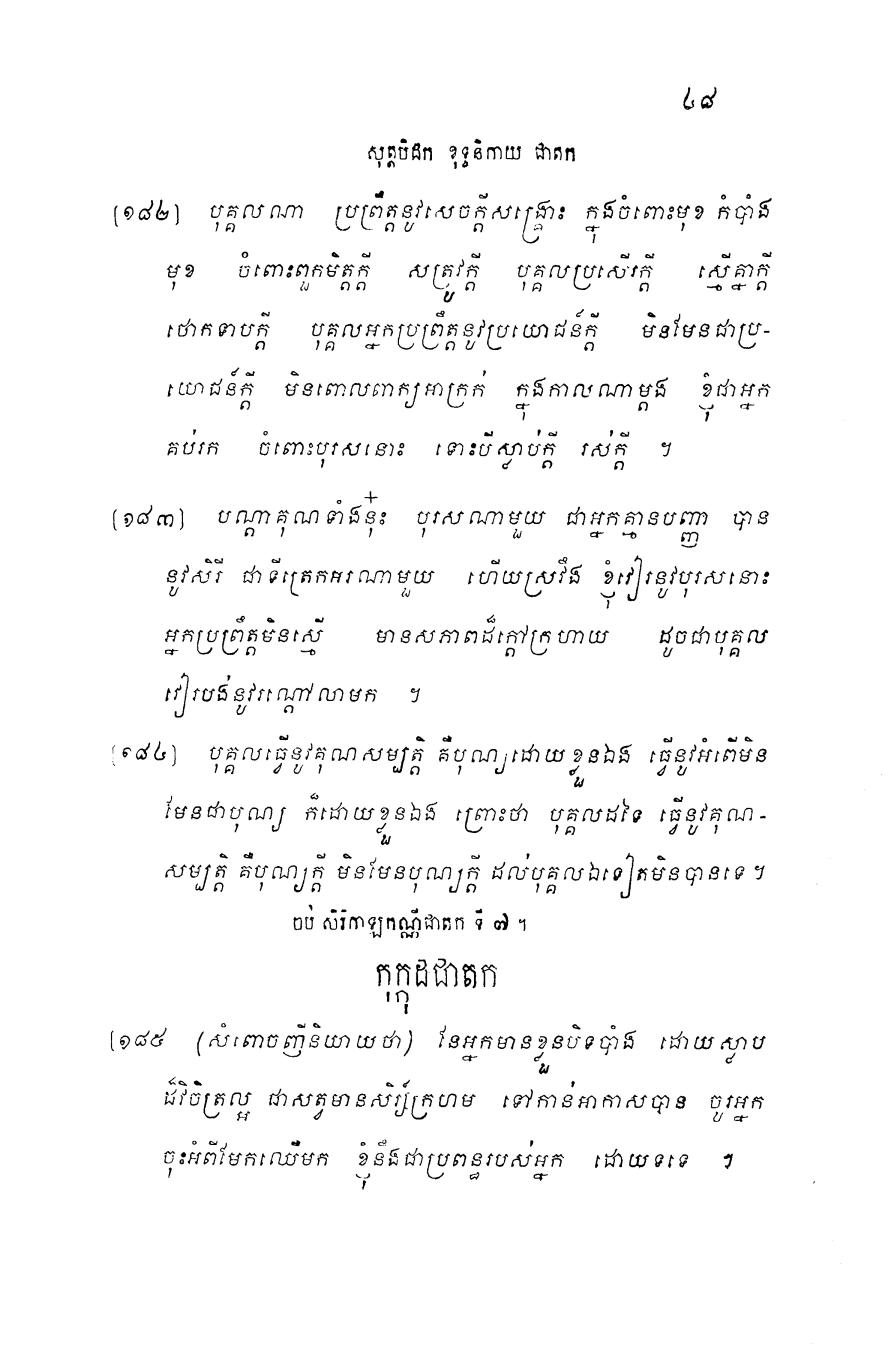 ៤៨
សុត្តបិដក ខុទ្ទនិកាយ ជាតក
[១៨២] បុគ្គលណា ប្រព្រឹត្តនូវសេចក្តីសង្គ្រោះ ក្នុងចំពោះមុខ កំបាំង
មុខ ចំពោះពួកមិត្តក្តី សត្រូវក្តី បុគ្គលប្រសើរក្តី ស្មើគ្នាក្តី
ថោកទាបក្តី បុគ្គលអ្នកប្រព្រឹត្តនូវប្រយោជន៍ក្តី មិនមែនជាប្រ-
យោជន៍ក្តី មិនពោលពាក្យអាក្រក់ ក្នុងកាលណាម្តង ខ្ញុំជាអ្នក
គប់រក ចំពោះបុរសនោះ ទោះបីស្លាប់ក្តី រស់ក្តី ។
[១៨៣] បណ្តាគុណទាំងនុ៎ះ បុរសណាមួយ ជាអ្នកគ្មានបញ្ញា បាន
នូវសិរី ជាទីត្រេកអរណាមួយ ហើយស្រវឹង ខ្ញុំវៀរនូវបុរសនោះ
អ្នកប្រព្រឹត្តមិនស្មើ មានសភាពដ៏ក្តៅក្រហាយ ដូចជាបុគ្គល
វៀរបង់នូវរណ្តៅលាមក ។
[១៨៤] បុគ្គលធ្វើនូវគុណសម្បត្តិ គឺបុណ្យដោយខ្លួនឯង ធ្វើនូវអំពើមិន
មែនជាបុណ្យ ក៏ដោយខ្លួនឯង ព្រោះថា បុគ្គលដទៃ ធ្វើនូវគុណ-
សម្បត្តិ គឺបុណ្យក្តី មិនមែនបុណ្យក្តី ដល់បុគ្គលឯទៀតមិនបានទេ ។
ចប់ សិរិកាឡកណ្ណិជាតក ទី ៧ ។
កុក្កុដជាតក
[១៨៥ (សំពោចញីនិយាយថា) នែអ្នកមានខ្លួនបិទបាំង ដោយស្លាប
ដ៏វិចិត្រល្អ ជាសត្វមានសិរ្ស៍ក្រហម ទៅកាន់អាកាសបាន ចូរអ្នក
ចុះអំពីមែកឈើមក ខ្ញុំនឹងជាប្រពន្ធរបស់អ្នក ដោយទទេ ។